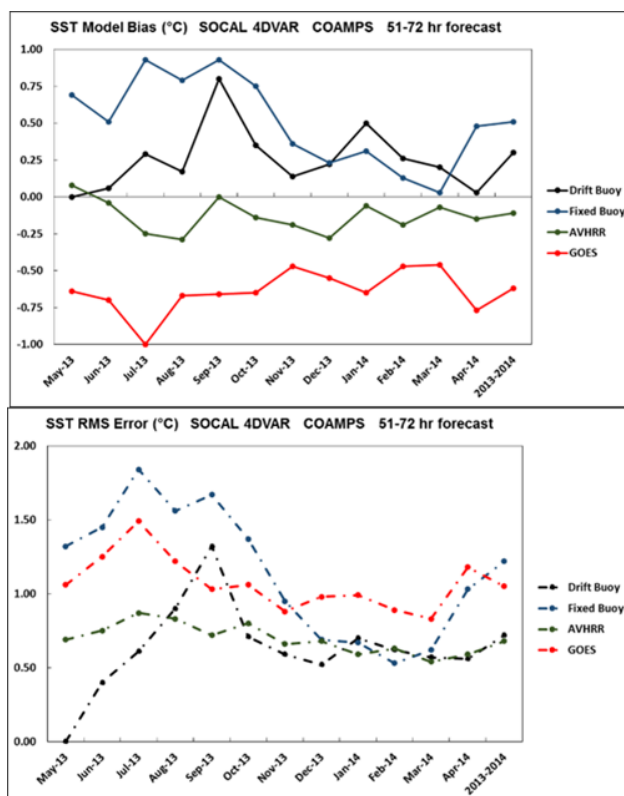 SST Model Bias (°C) SOCAL 4DVAR COAMPS 51-72 hr forecast
1.00
0.75
0.50
0.25
0.00
-0.25
-0.50
-0.75
-1.00
Drift Buoy
Fixed Buoy
AVHRR
GOES
May-13 Jun-13 Jul-13 Aug-13 Sep-13 Oct-13 Nov-13 Dec-13 Jan-14 Feb-14 Mar-14 Apr-14 2013-2014
SST RMS Error (°C) SOCAL 4DVAR COAMPS 51-72 hr forecast
2.00
1.50
1.00
0.50
0.00
Drift Buoy
Fixed Buoy
AVHRR
GOES
May-13 Jun-13 Jul-13 Aug-13 Sep-13 Oct-13 Nov-13 Dec-13 Jan-14 Feb-14 Mar-14 Apr-14 2013-2014